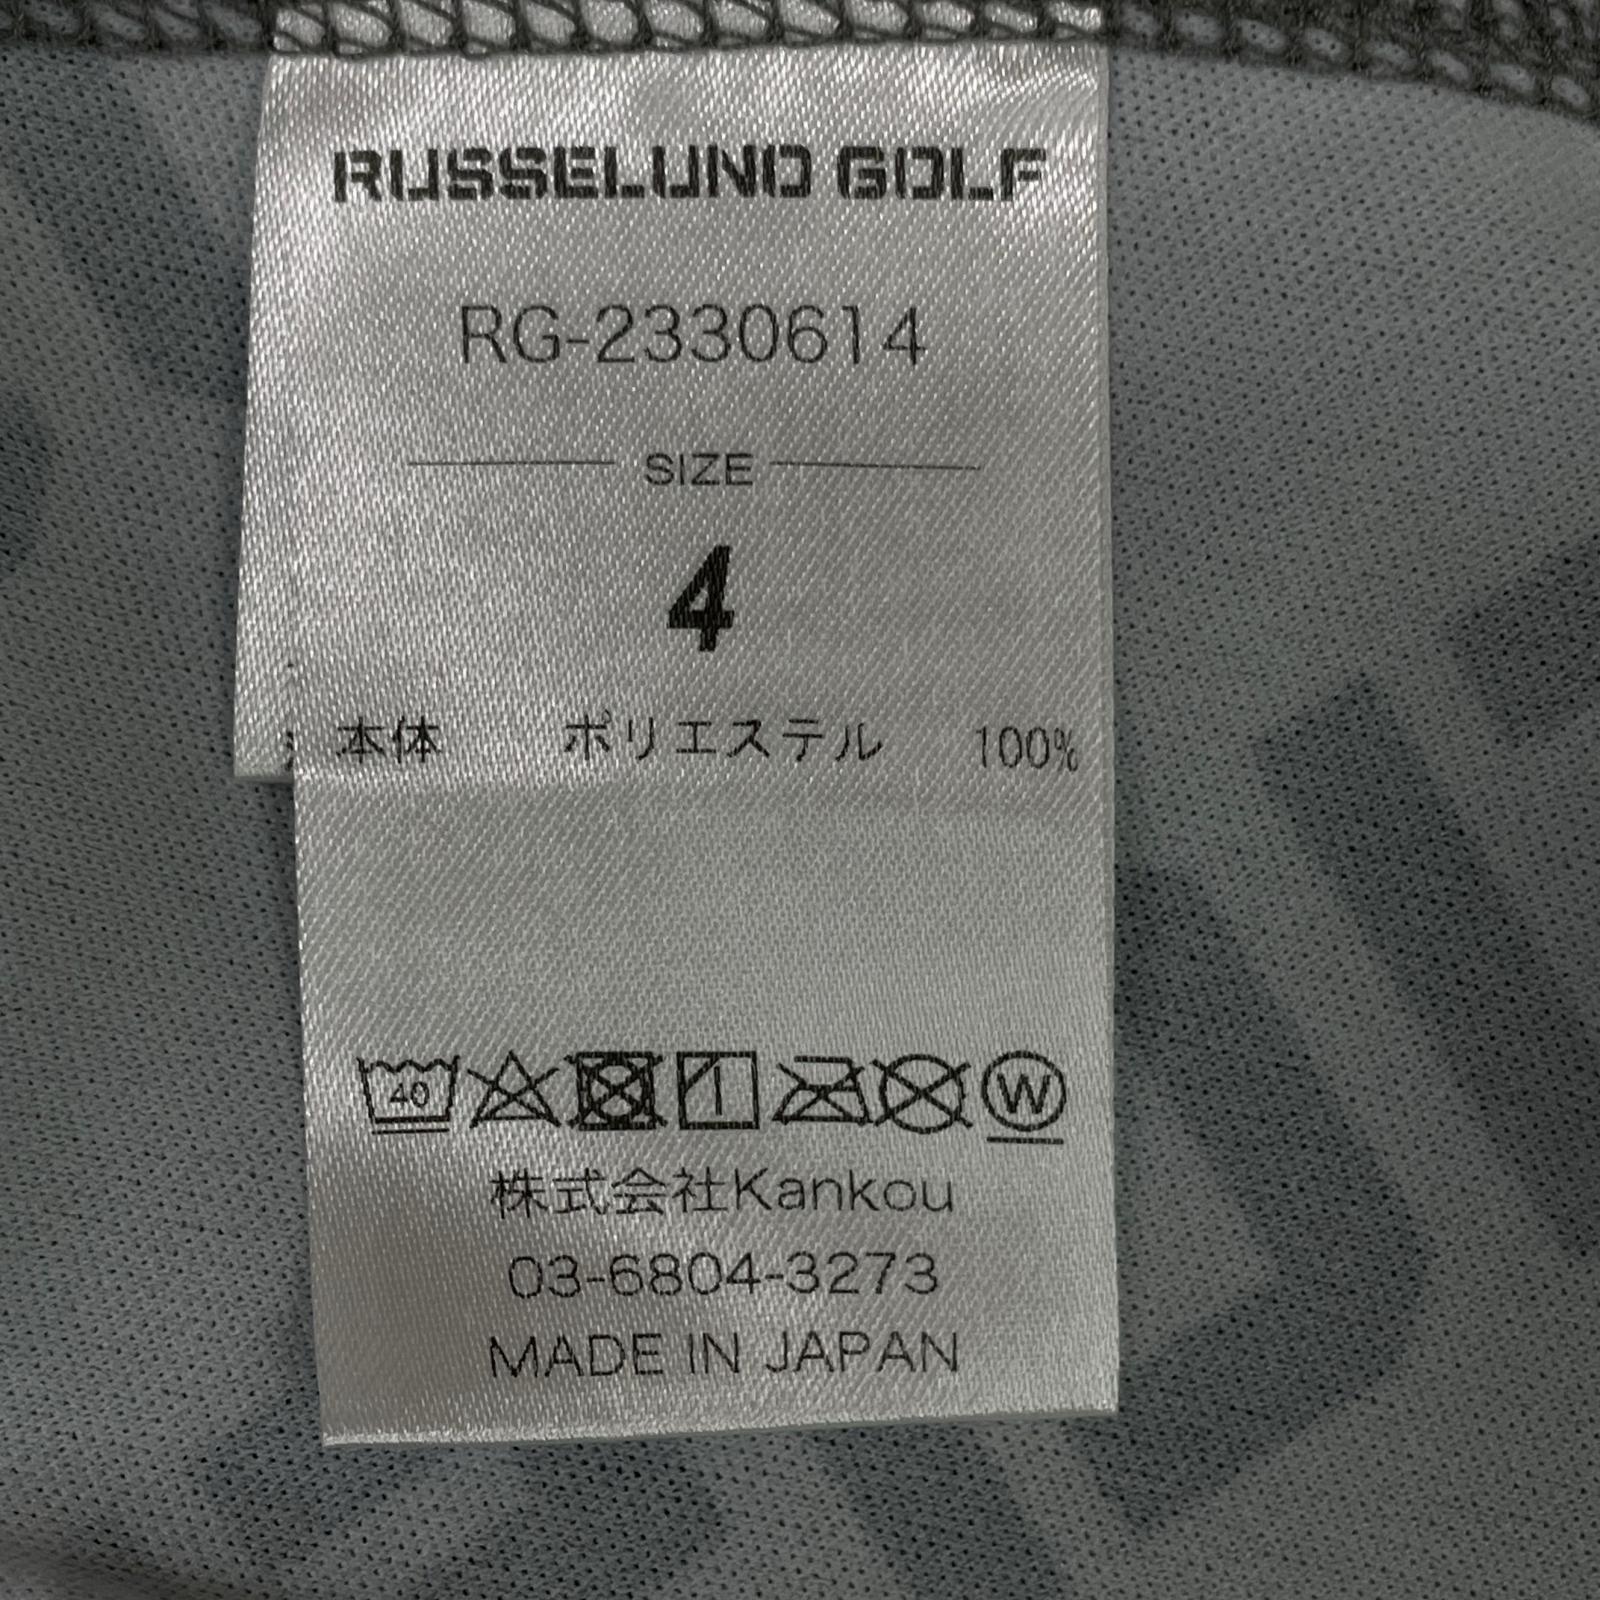 RUSSELUNO GOLF
RG-2330614
SIZE
4
本体 ポリエステル 100%
40
W
株式会社Kankou
03-6804-3273
MADE IN JAPAN